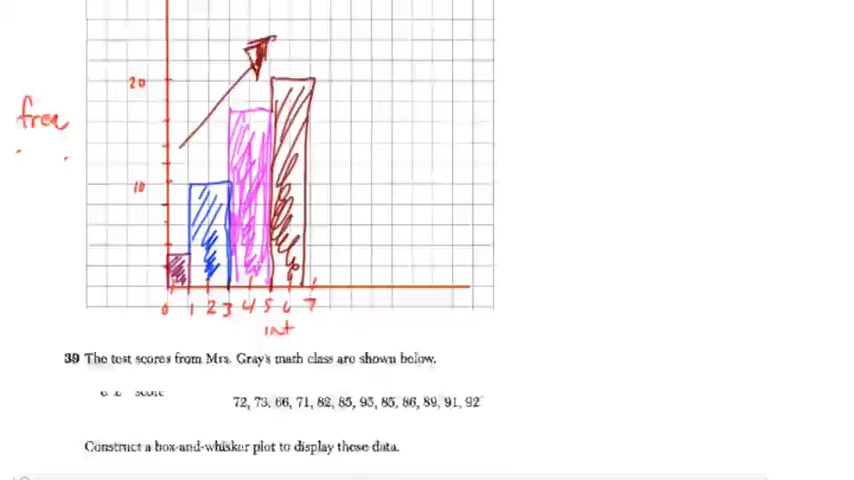 20
freq
10
0 1 2 3 4 5 6 7
int
39 The test scores from Mrs. Gray's math class are shown below.
72, 73, 66, 71, 82, 85, 95, 85, 86, 89, 91, 92
Construct a box-and-whisker plot to display these data.